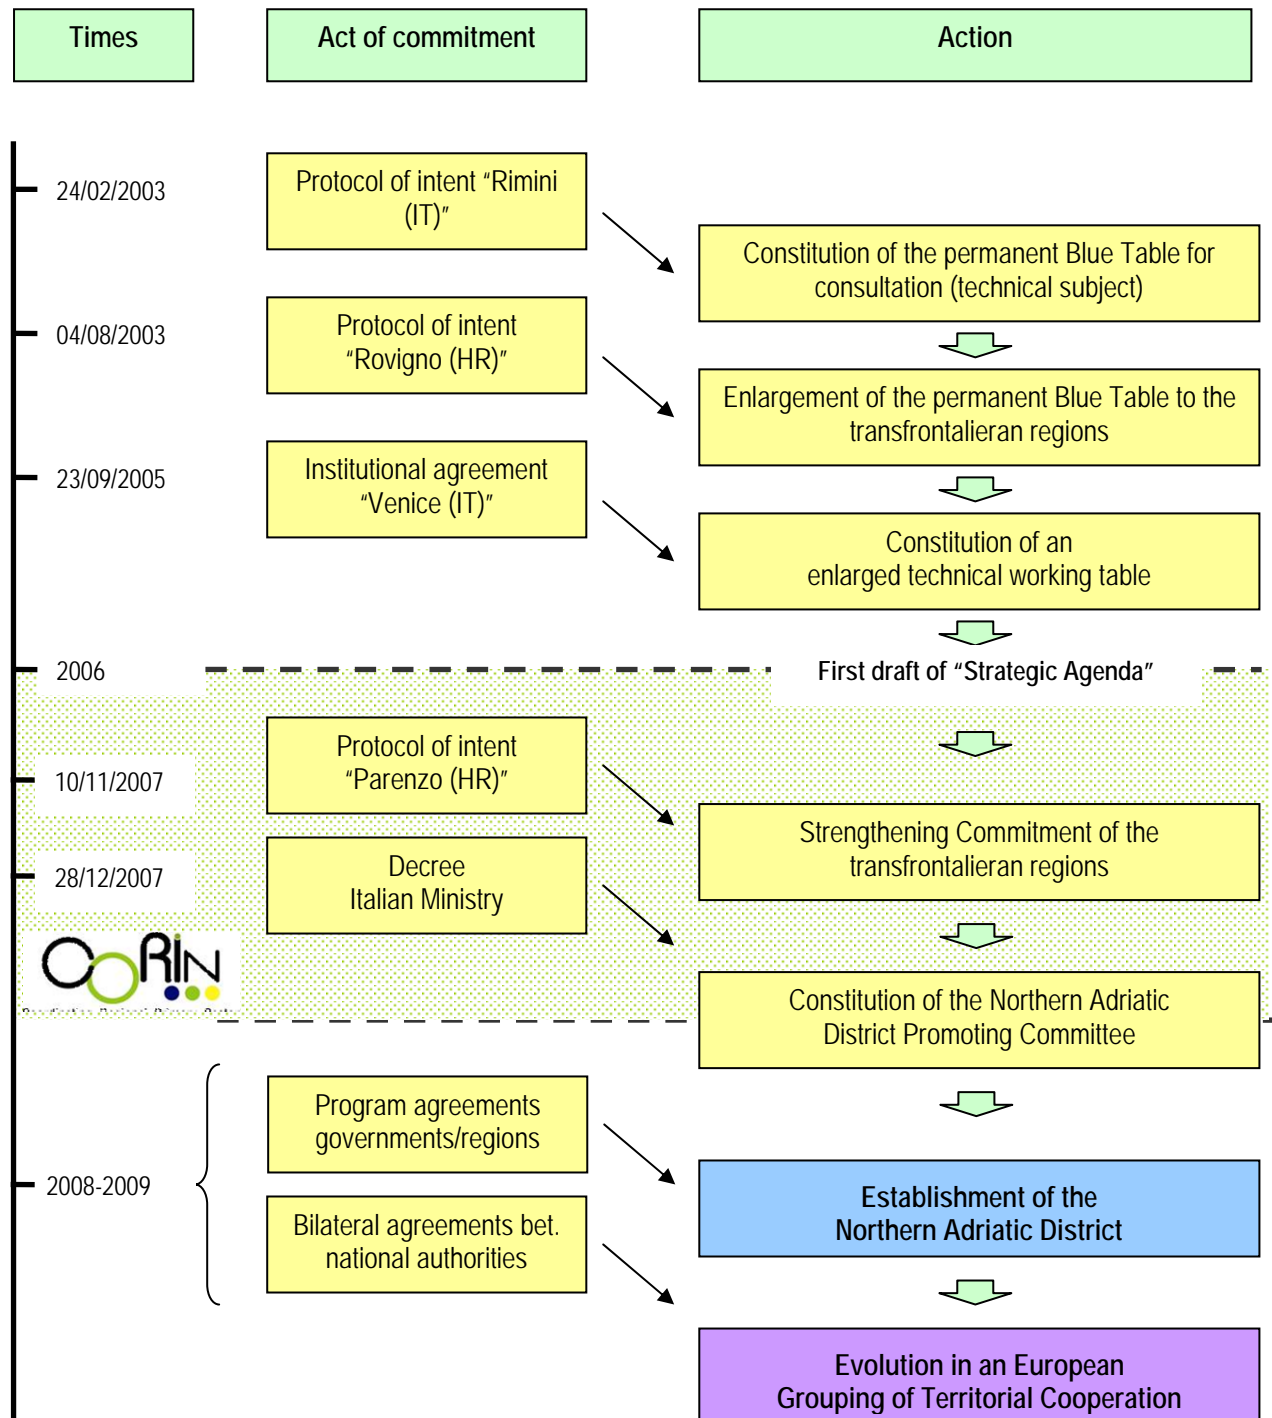 Times
Act of commitment
Action
24/02/2003
Protocol of intent “Rimini
(IT)”
Constitution of the permanent Blue Table for
consultation (technical subject)
04/08/2003
Protocol of intent
“Rovigno (HR)”
Enlargement of the permanent Blue Table to the
transfrontalieran regions
23/09/2005
Institutional agreement
“Venice (IT)”
Constitution of an
enlarged technical working table
2006
First draft of “Strategic Agenda”
10/11/2007
Protocol of intent
“Parenzo (HR)”
Strengthening Commitment of the
transfrontalieran regions
28/12/2007
Decree
Italian Ministry
CORIN
Constitution of the Northern Adriatic
District Promoting Committee
2008-2009
Program agreements
governments/regions
Establishment of the
Northern Adriatic District
Bilateral agreements bet.
national authorities
Evolution in an European
Grouping of Territorial Cooperation